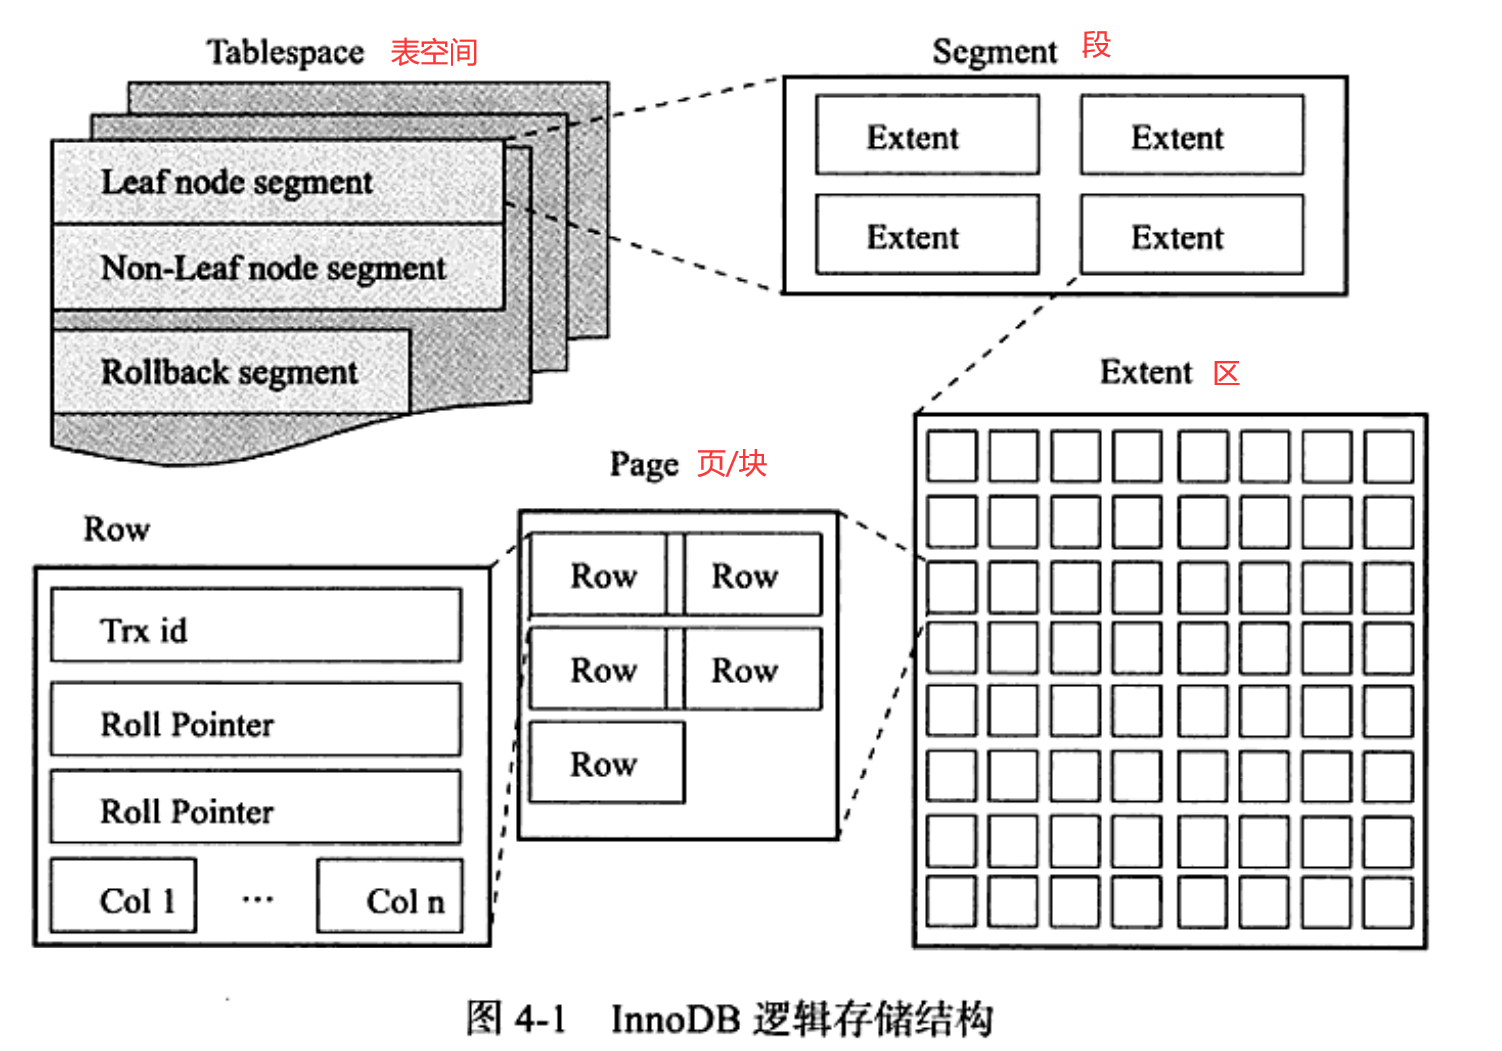 Tablespace 表空间
Leaf node segment
Non-Leaf node segment
Rollback segment
Segment 段
Extent Extent
Extent Extent
Extent 区
Page 页/块
Row Row
Row Row
Row
Row
Trx id
Roll Pointer
Roll Pointer
Col 1 ... Col n
图 4-1 InnoDB 逻辑存储结构